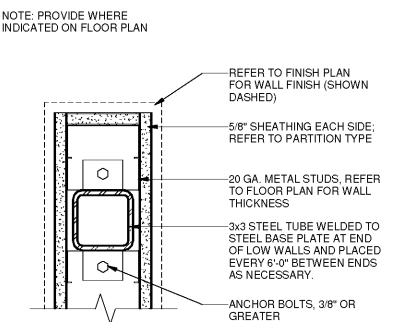 NOTE: PROVIDE WHERE
INDICATED ON FLOOR PLAN
REFER TO FINISH PLAN
FOR WALL FINISH (SHOWN
DASHED)
5/8" SHEATHING EACH SIDE;
REFER TO PARTITION TYPE
20 GA. METAL STUDS, REFER
TO FLOOR PLAN FOR WALL
THICKNESS
3x3 STEEL TUBE WELDED TO
STEEL BASE PLATE AT END
OF LOW WALLS AND PLACED
EVERY 6'-0" BETWEEN ENDS
AS NECESSARY.
ANCHOR BOLTS, 3/8" OR
GREATER